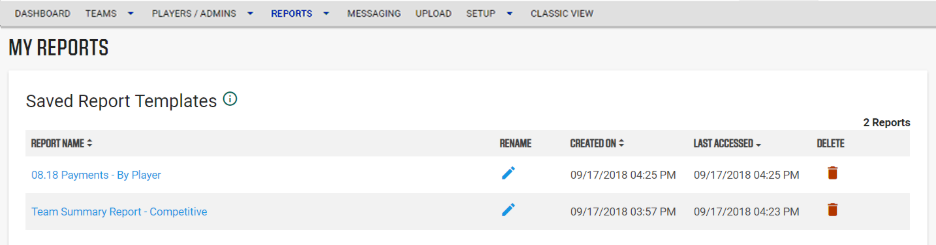 DASHBOARD TEAMS PLAYERS / ADMINS REPORTS MESSAGING UPLOAD SETUP CLASSIC VIEW
MY REPORTS
Saved Report Templates
2 Reports
REPORT NAME RENAME CREATED ON LAST ACCESSED DELETE
08.18 Payments - By Player 09/17/2018 04:25 PM 09/17/2018 04:25 PM
Team Summary Report - Competitive 09/17/2018 03:57 PM 09/17/2018 04:23 PM